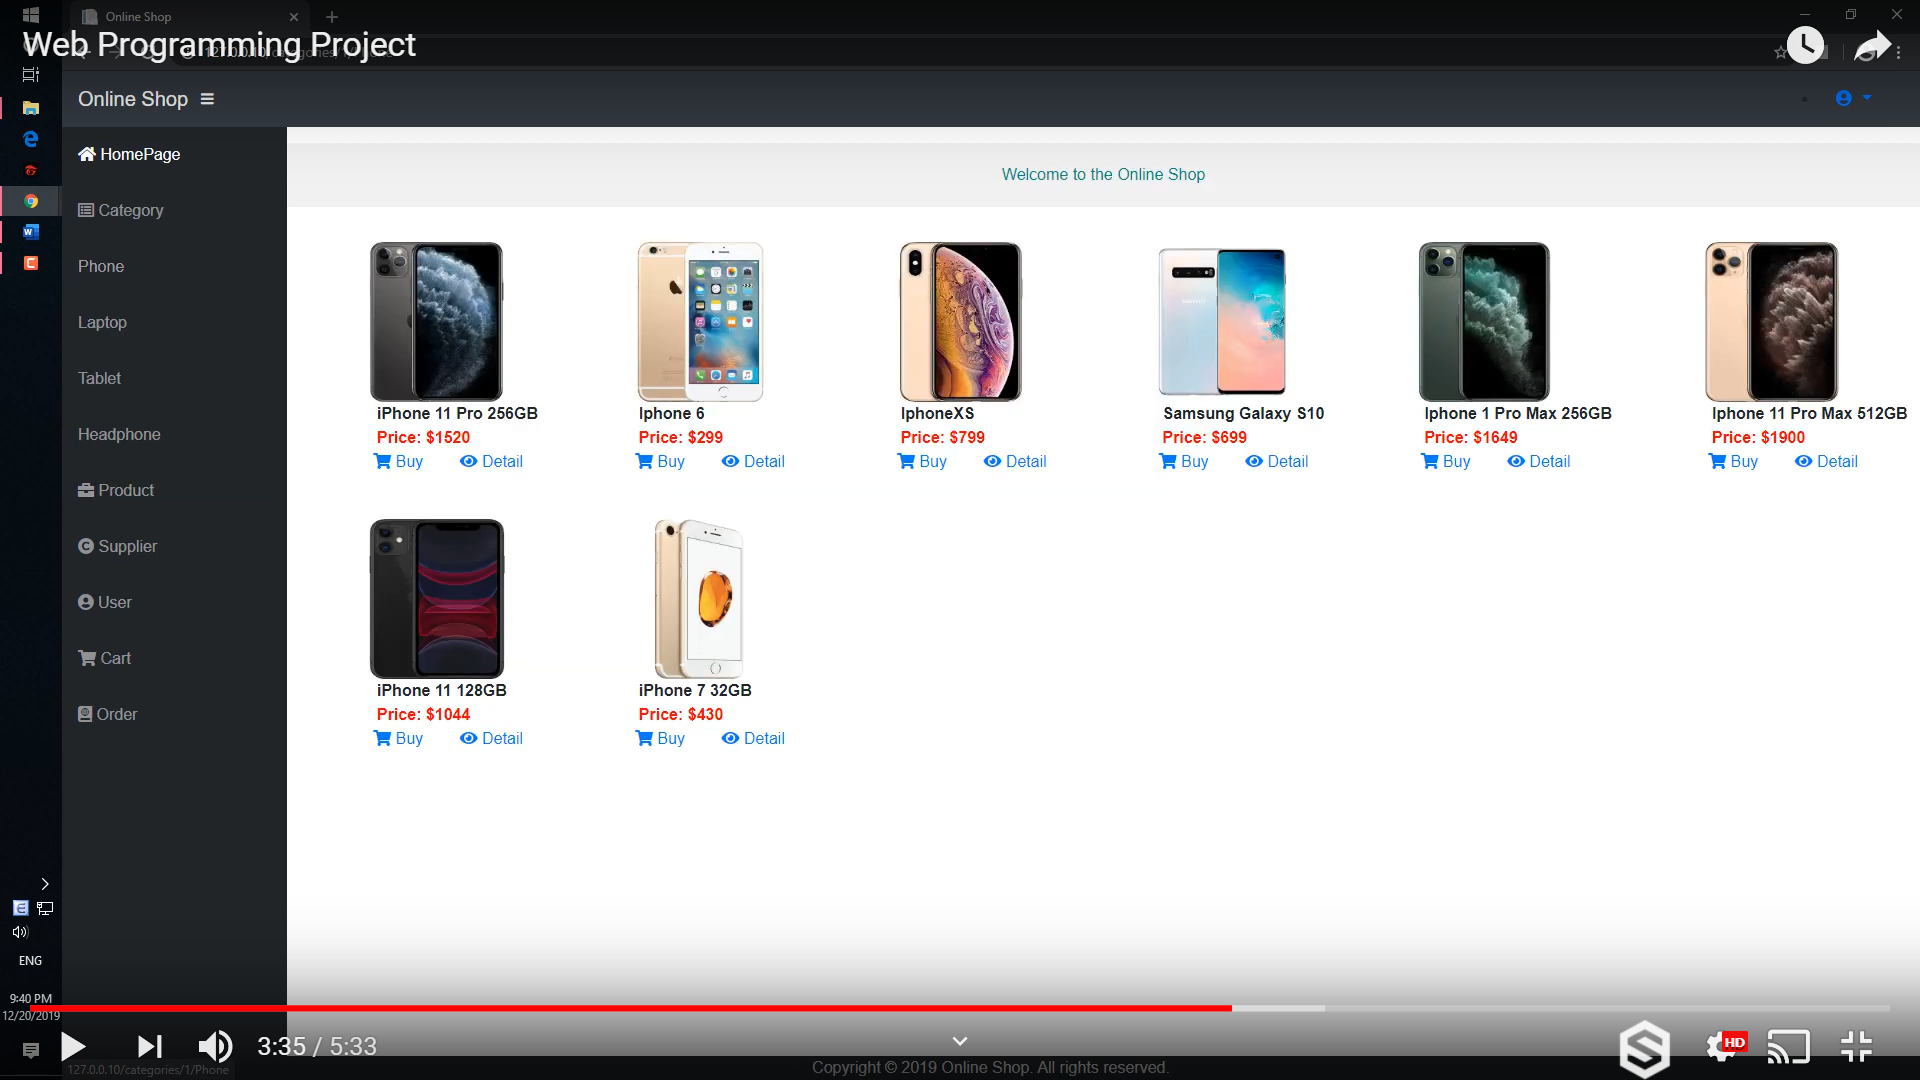 Online Shop
Web Programming Project
Online Shop
HomePage
Category
Phone
Laptop
Tablet
Headphone
Product
Supplier
User
Cart
Order
Welcome to the Online Shop
iPhone 11 Pro 256GB
Price: $1520
Buy Detail
Iphone 6
Price: $299
Buy Detail
IphoneXS
Price: $799
Buy Detail
Samsung Galaxy S10
Price: $699
Buy Detail
Iphone 1 Pro Max 256GB
Price: $1649
Buy Detail
Iphone 11 Pro Max 512GB
Price: $1900
Buy Detail
iPhone 11 128GB
Price: $1044
Buy Detail
iPhone 7 32GB
Price: $430
Buy Detail
ENG
9:40 PM
12/20/2019
3:35 / 5:33
HD
127.0.0.10/categories/1/Phone
Copyright © 2019 Online Shop. All rights reserved.